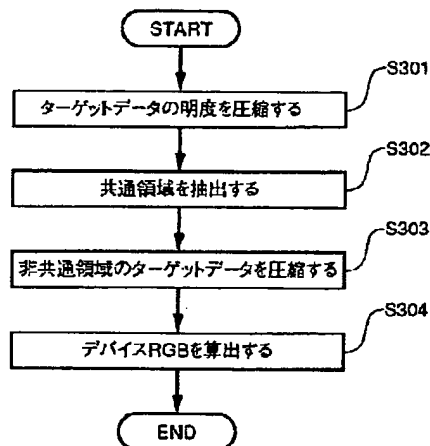 START
S301
ターゲットデータの明度を圧縮する
S302
共通領域を抽出する
S303
非共通領域のターゲットデータを圧縮する
S304
デバイスRGBを算出する
END